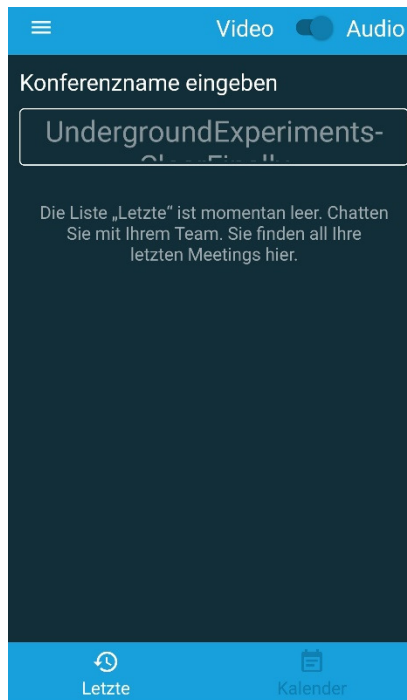 Video Audio
Konferenzname eingeben
UndergroundExperiments-
Die Liste „Letzte“ ist momentan leer. Chatten
Sie mit Ihrem Team. Sie finden all Ihre
letzten Meetings hier.
Letzte Kalender